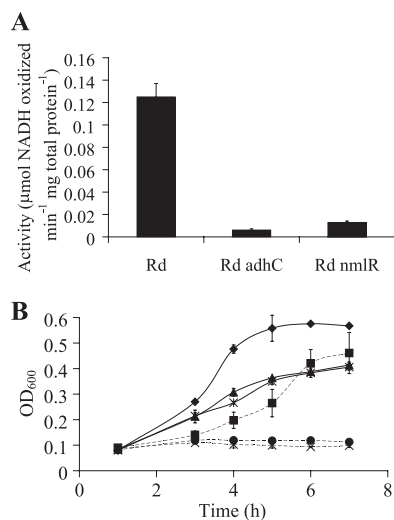 A
Activity (µmol NADH oxidized
min⁻¹ mg total protein⁻¹)
0.16
0.14
0.12
0.10
0.08
0.06
0.04
0.02
0
Rd
Rd adhC
Rd nmlR
B
OD₆₀₀
0.6
0.5
0.4
0.3
0.2
0.1
0
0
2
4
6
8
Time (h)